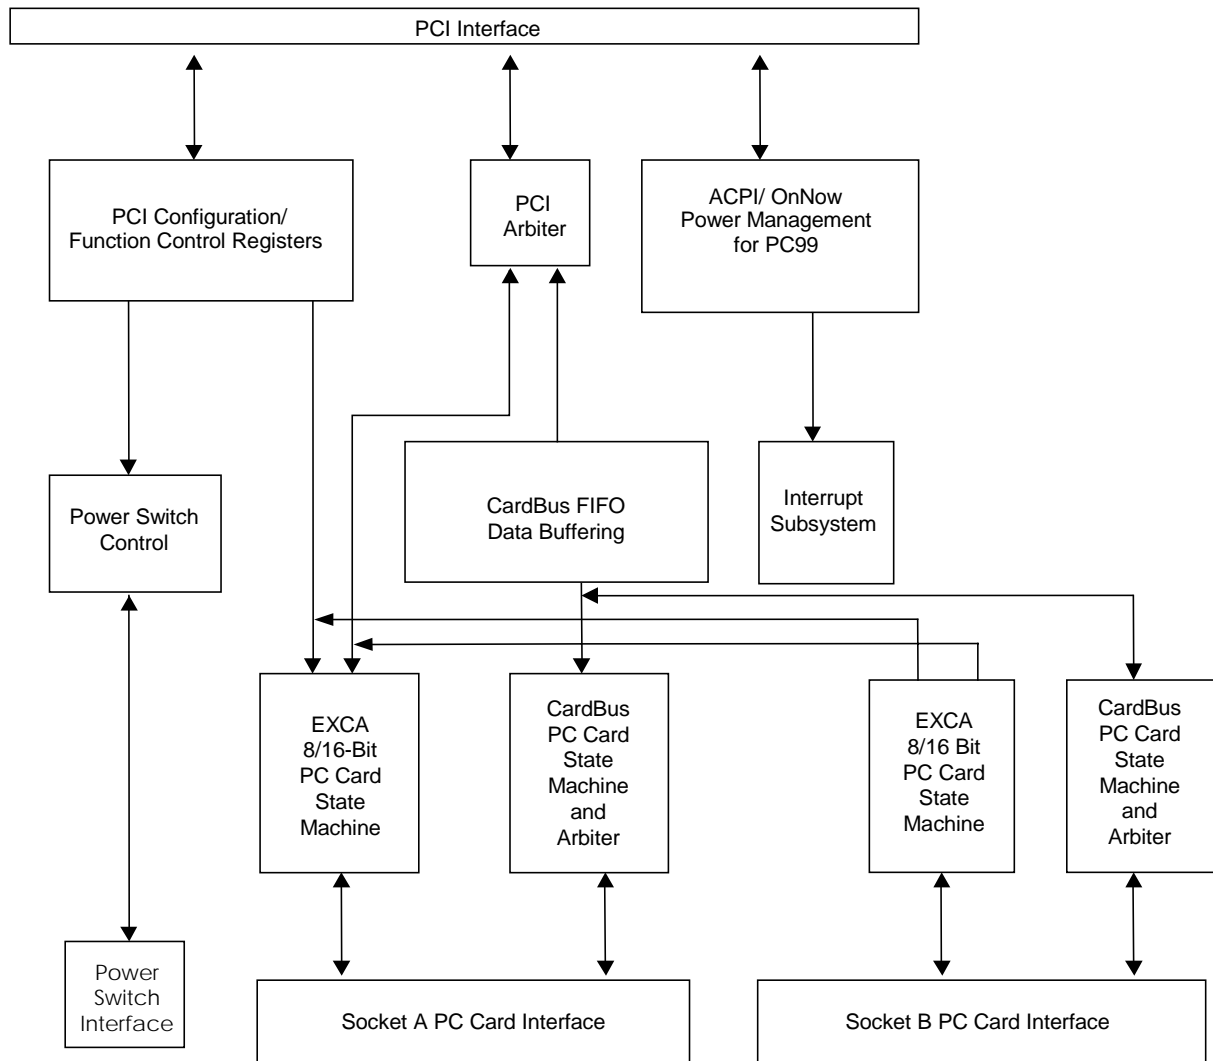 PCI Interface
PCI Configuration/
Function Control Registers
PCI
Arbiter
ACPI/ OnNow
Power Management
for PC99
Power Switch
Control
CardBus FIFO
Data Buffering
Interrupt
Subsystem
EXCA
8/16-Bit
PC Card
State
Machine
CardBus
PC Card
State
Machine
and
Arbiter
EXCA
8/16 Bit
PC Card
State
Machine
CardBus
PC Card
State
Machine
and
Arbiter
Power
Switch
Interface
Socket A PC Card Interface
Socket B PC Card Interface